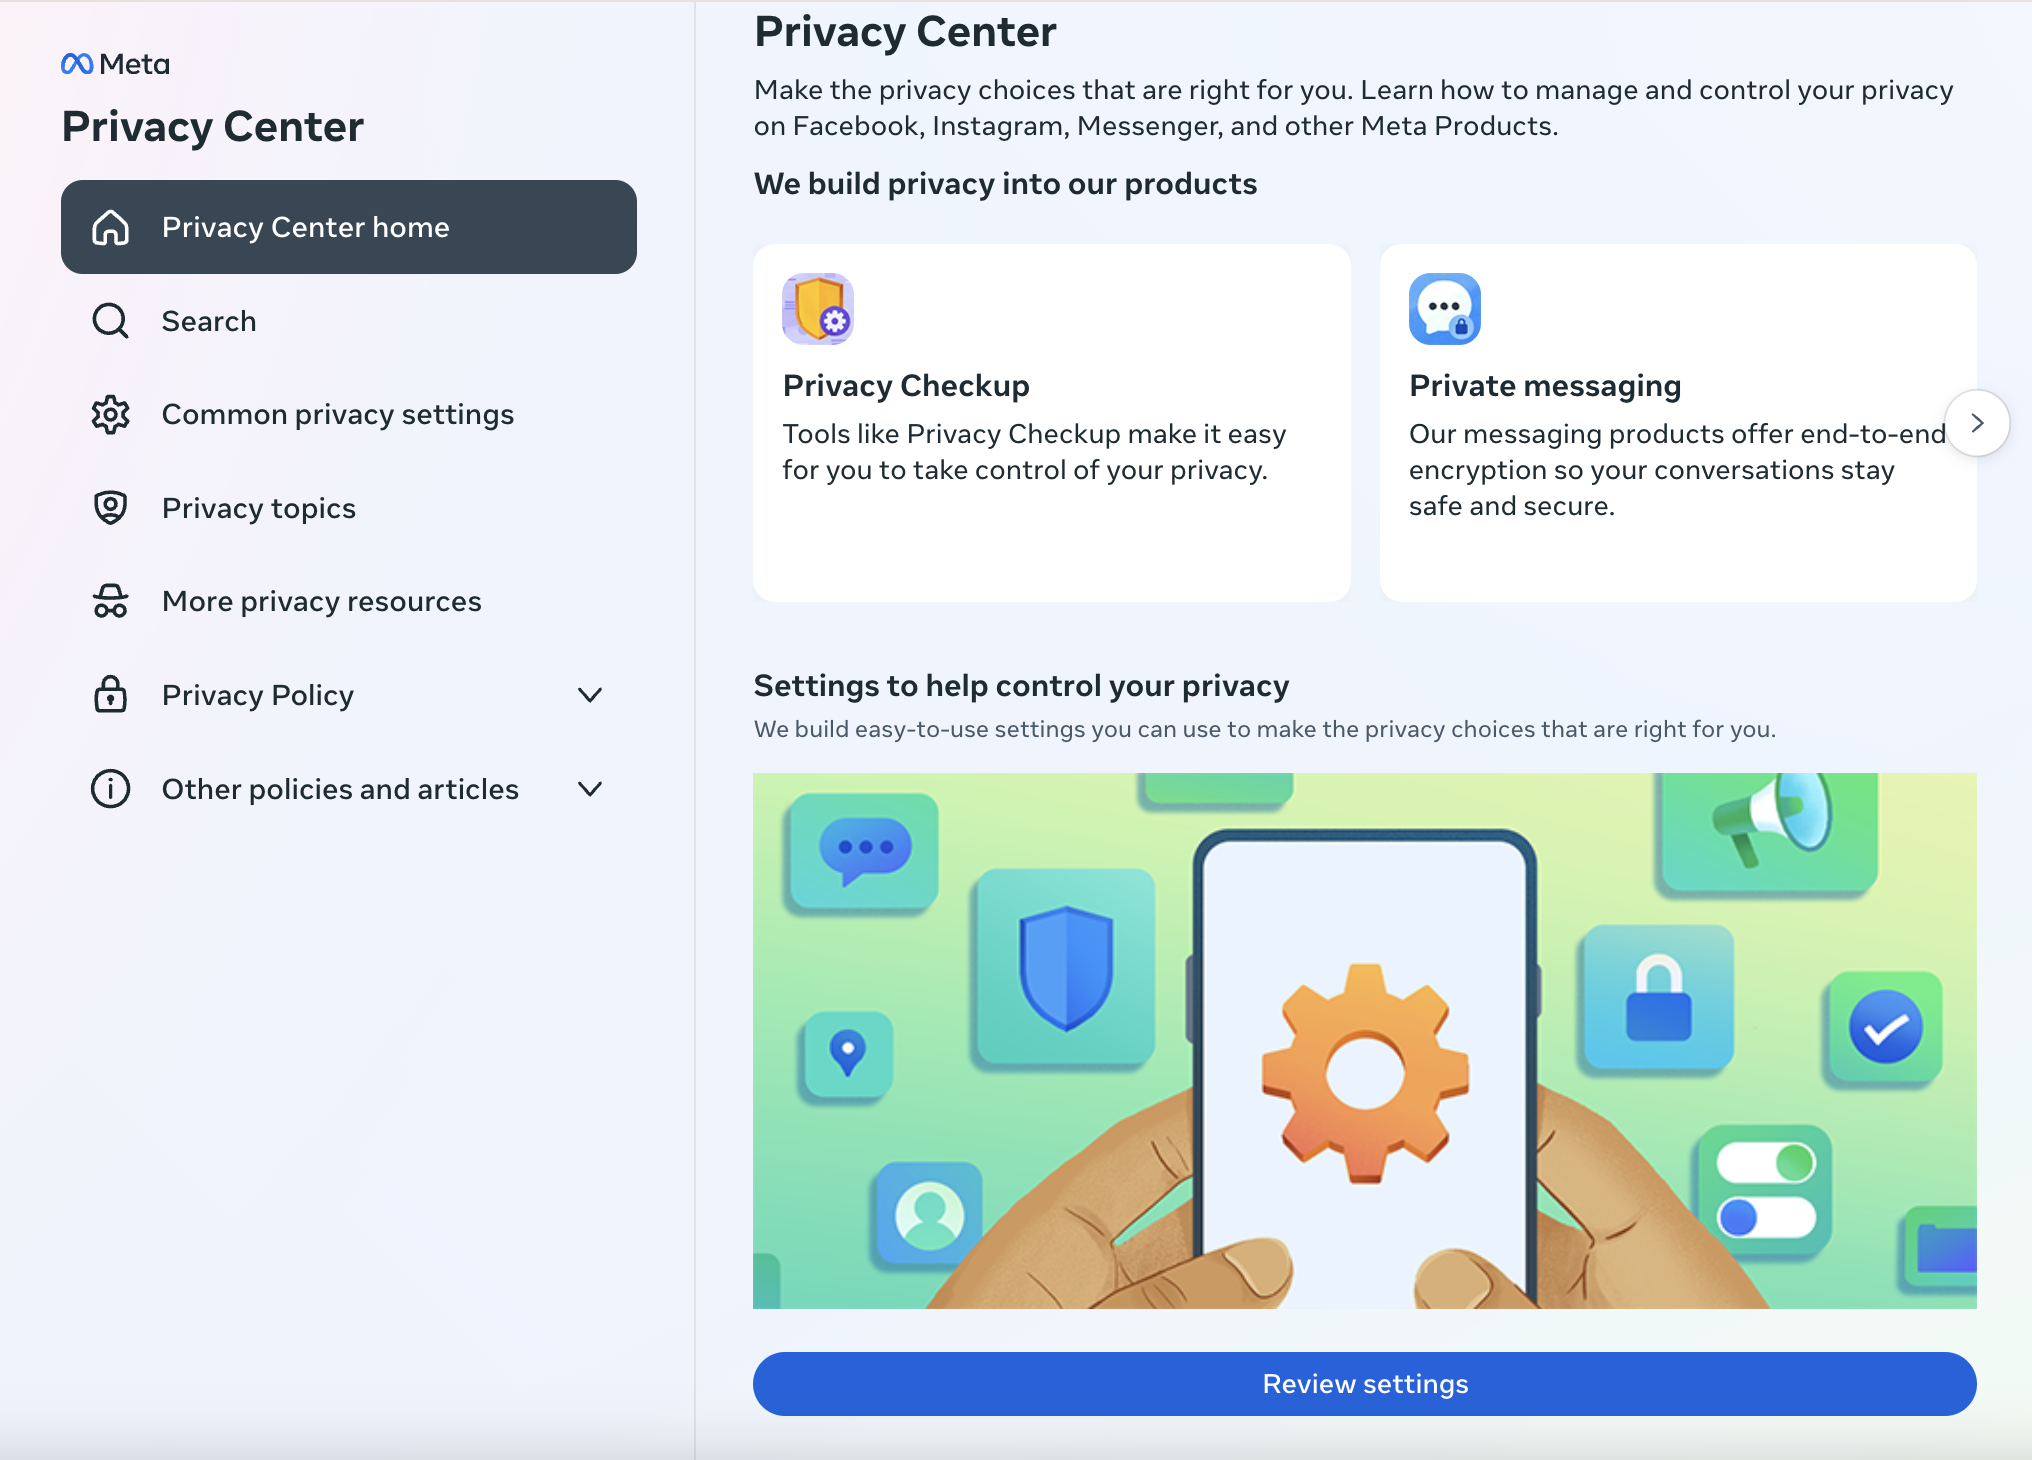 Meta
Privacy Center
Privacy Center home
Search
Common privacy settings
Privacy topics
More privacy resources
Privacy Policy
Other policies and articles
Privacy Center
Make the privacy choices that are right for you. Learn how to manage and control your privacy
on Facebook, Instagram, Messenger, and other Meta Products.
We build privacy into our products
Privacy Checkup
Tools like Privacy Checkup make it easy
for you to take control of your privacy.
Private messaging
Our messaging products offer end-to-end
encryption so your conversations stay
safe and secure.
Settings to help control your privacy
We build easy-to-use settings you can use to make the privacy choices that are right for you.
Review settings